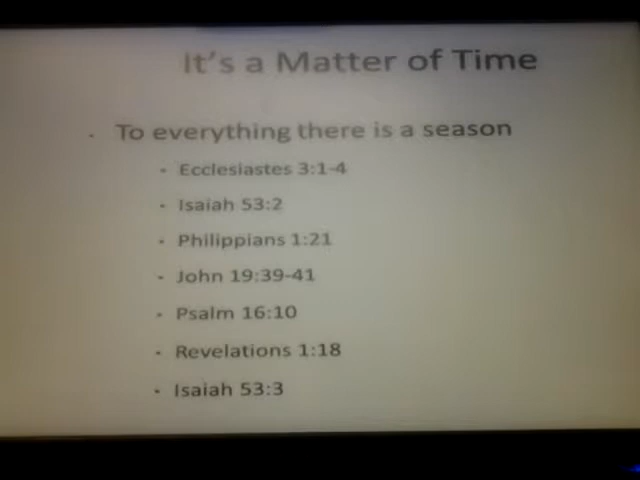 It's a Matter of Time
· To everything there is a season
· Ecclesiastes 3:1-4
· Isaiah 53:2
· Philippians 1:21
· John 19:39-41
· Psalm 16:10
· Revelations 1:18
· Isaiah 53:3